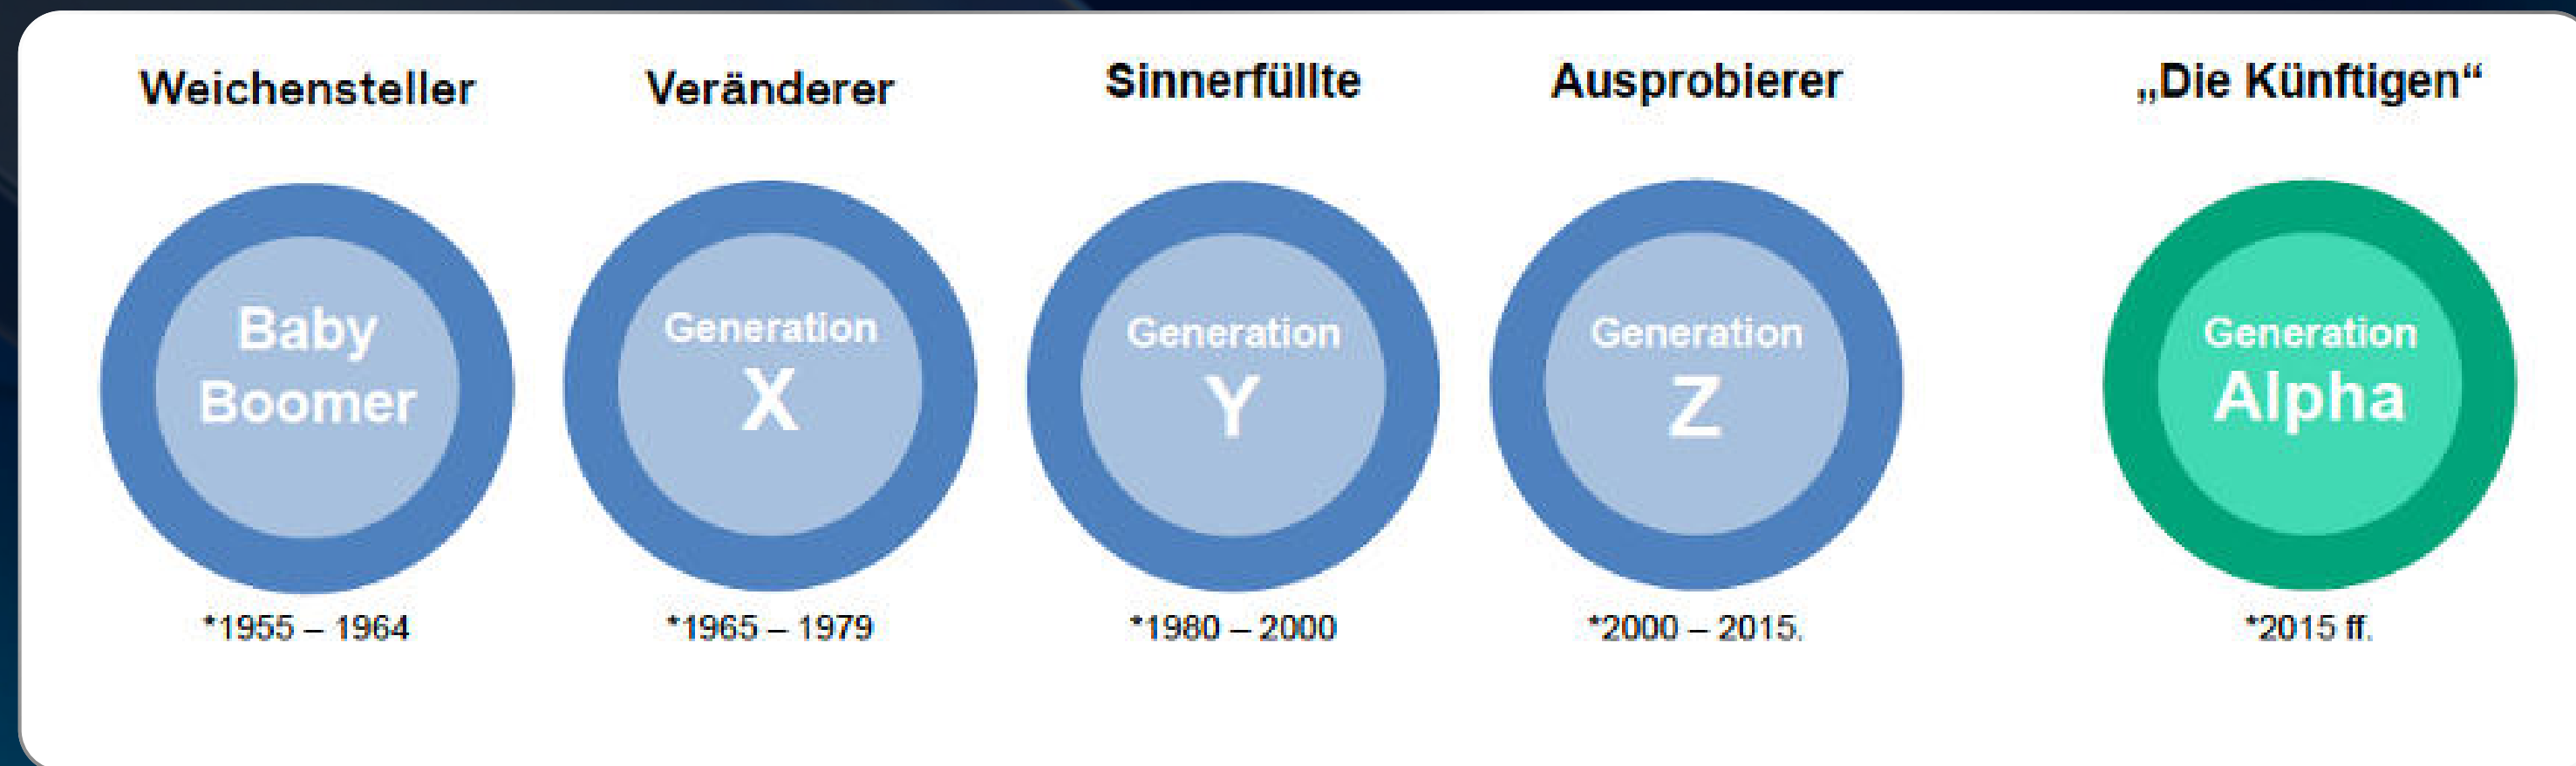 Weichensteller
Veränderer
Sinnerfüllte
Ausprobierer
„Die Künftigen“
Baby
Boomer
Generation
X
Generation
Y
Generation
Z
Generation
Alpha
*1955 – 1964
*1965 – 1979
*1980 – 2000
*2000 – 2015.
*2015 ff.